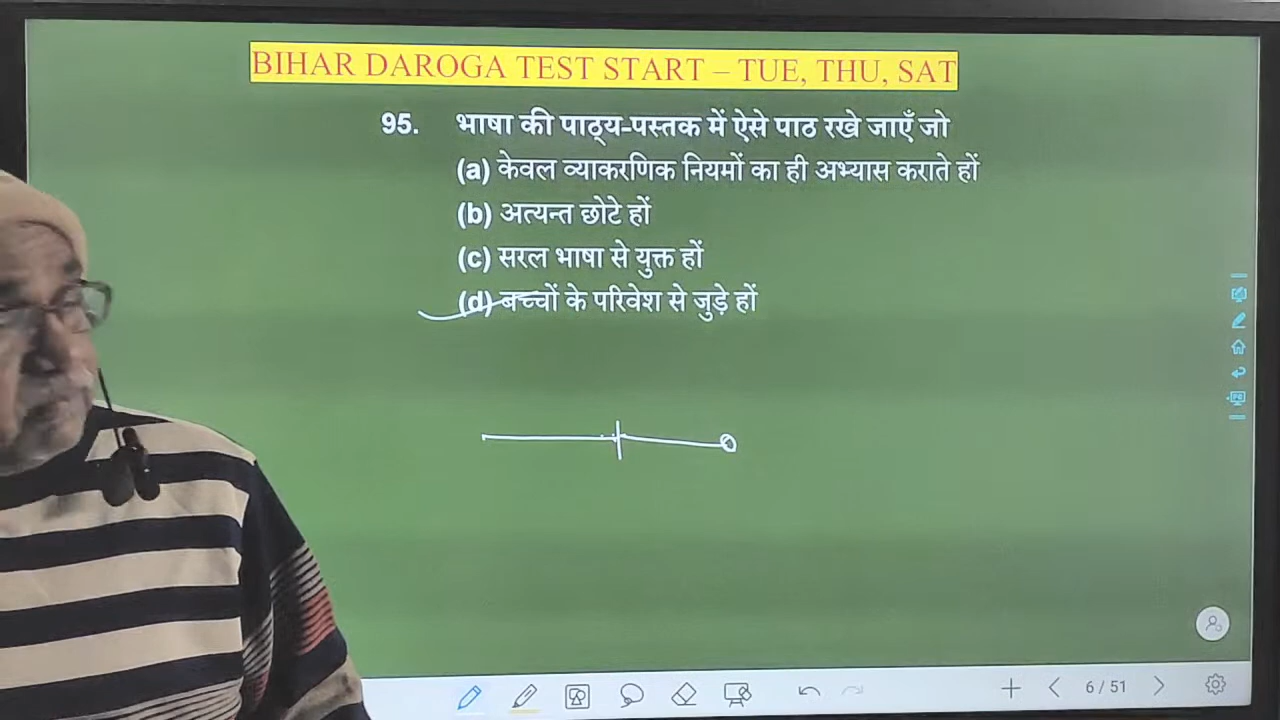 BIHAR DAROGA TEST START – TUE, THU, SAT
95. भाषा की पाठ्य-पस्तक में ऐसे पाठ रखे जाएँ जो
(a) केवल व्याकरणिक नियमों का ही अभ्यास कराते हों
(b) अत्यन्त छोटे हों
(c) सरल भाषा से युक्त हों
(d) बच्चों के परिवेश से जुड़े हों
6 / 51